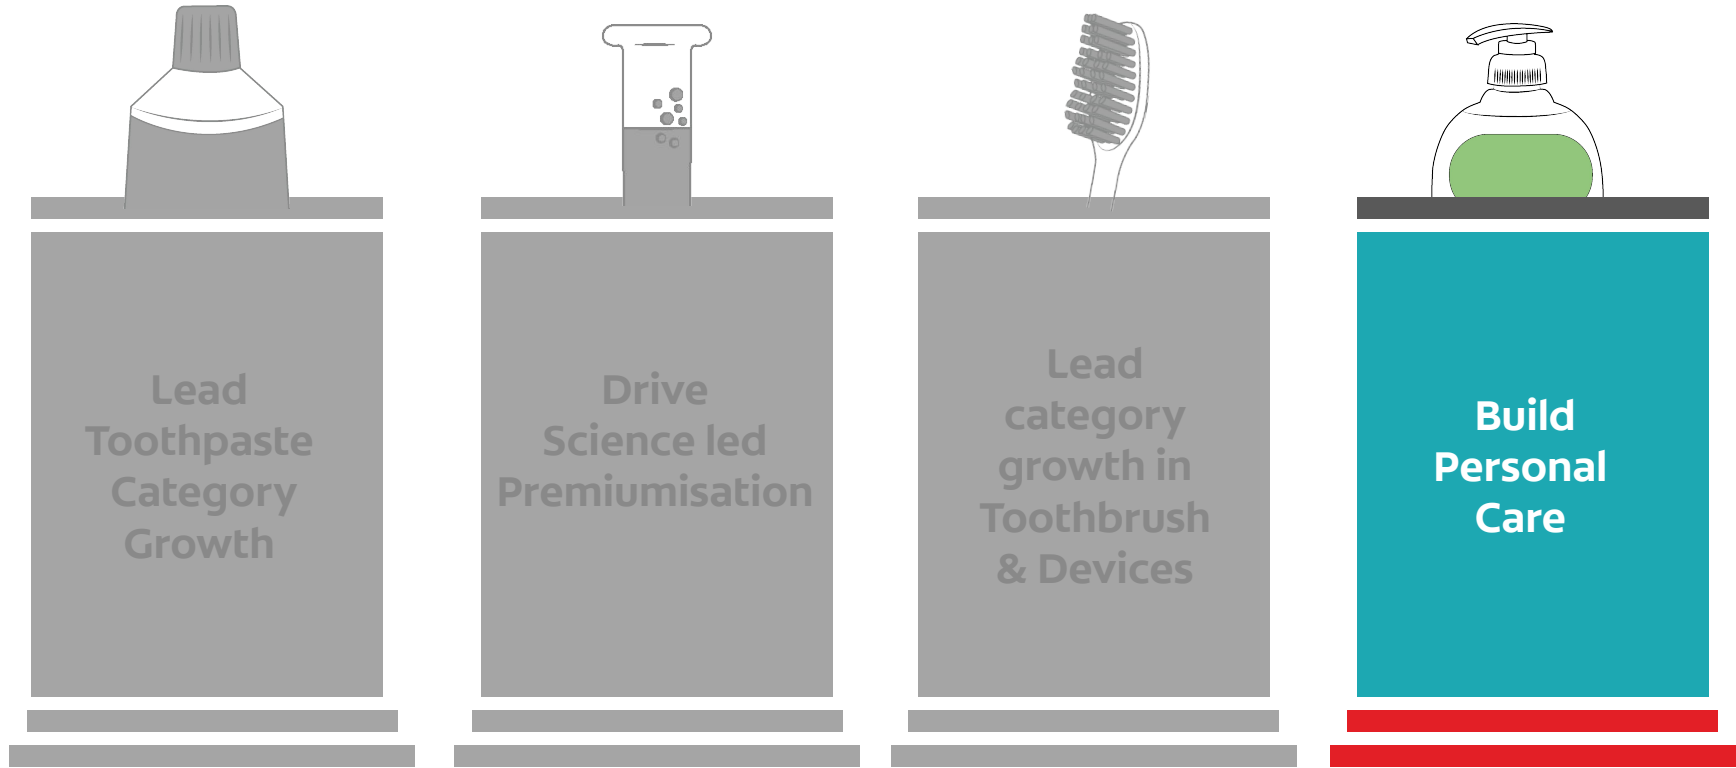 Lead
Toothpaste
Category
Growth
Drive
Science led
Premiumisation
Lead
category
growth in
Toothbrush
& Devices
Build
Personal
Care